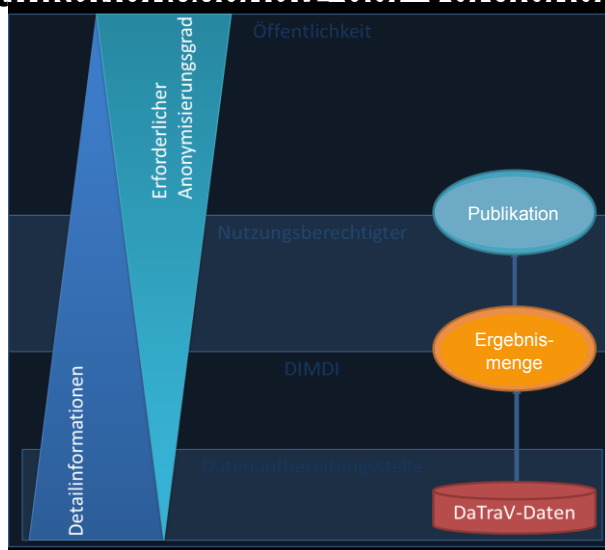 Öffentlichkeit
Erforderlicher
Anonymisierungsgrad
Publikation
Nutzungsberechtigter
Ergebnis-
menge
DIMDI
Detailinformationen
Datenaufbereitungsstelle
DaTraV-Daten